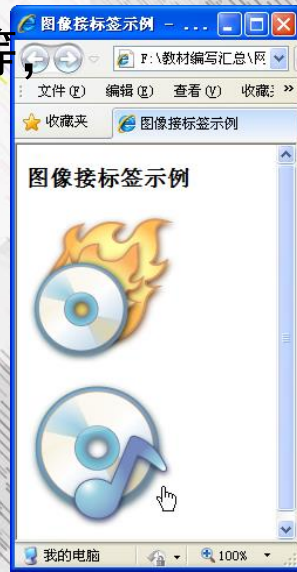 图像接标签示例 - ...
F:\教材编写汇总\网
文件(F) 编辑(E) 查看(V) 收藏 »
收藏夹 图像接标签示例
图像接标签示例
我的电脑 100%